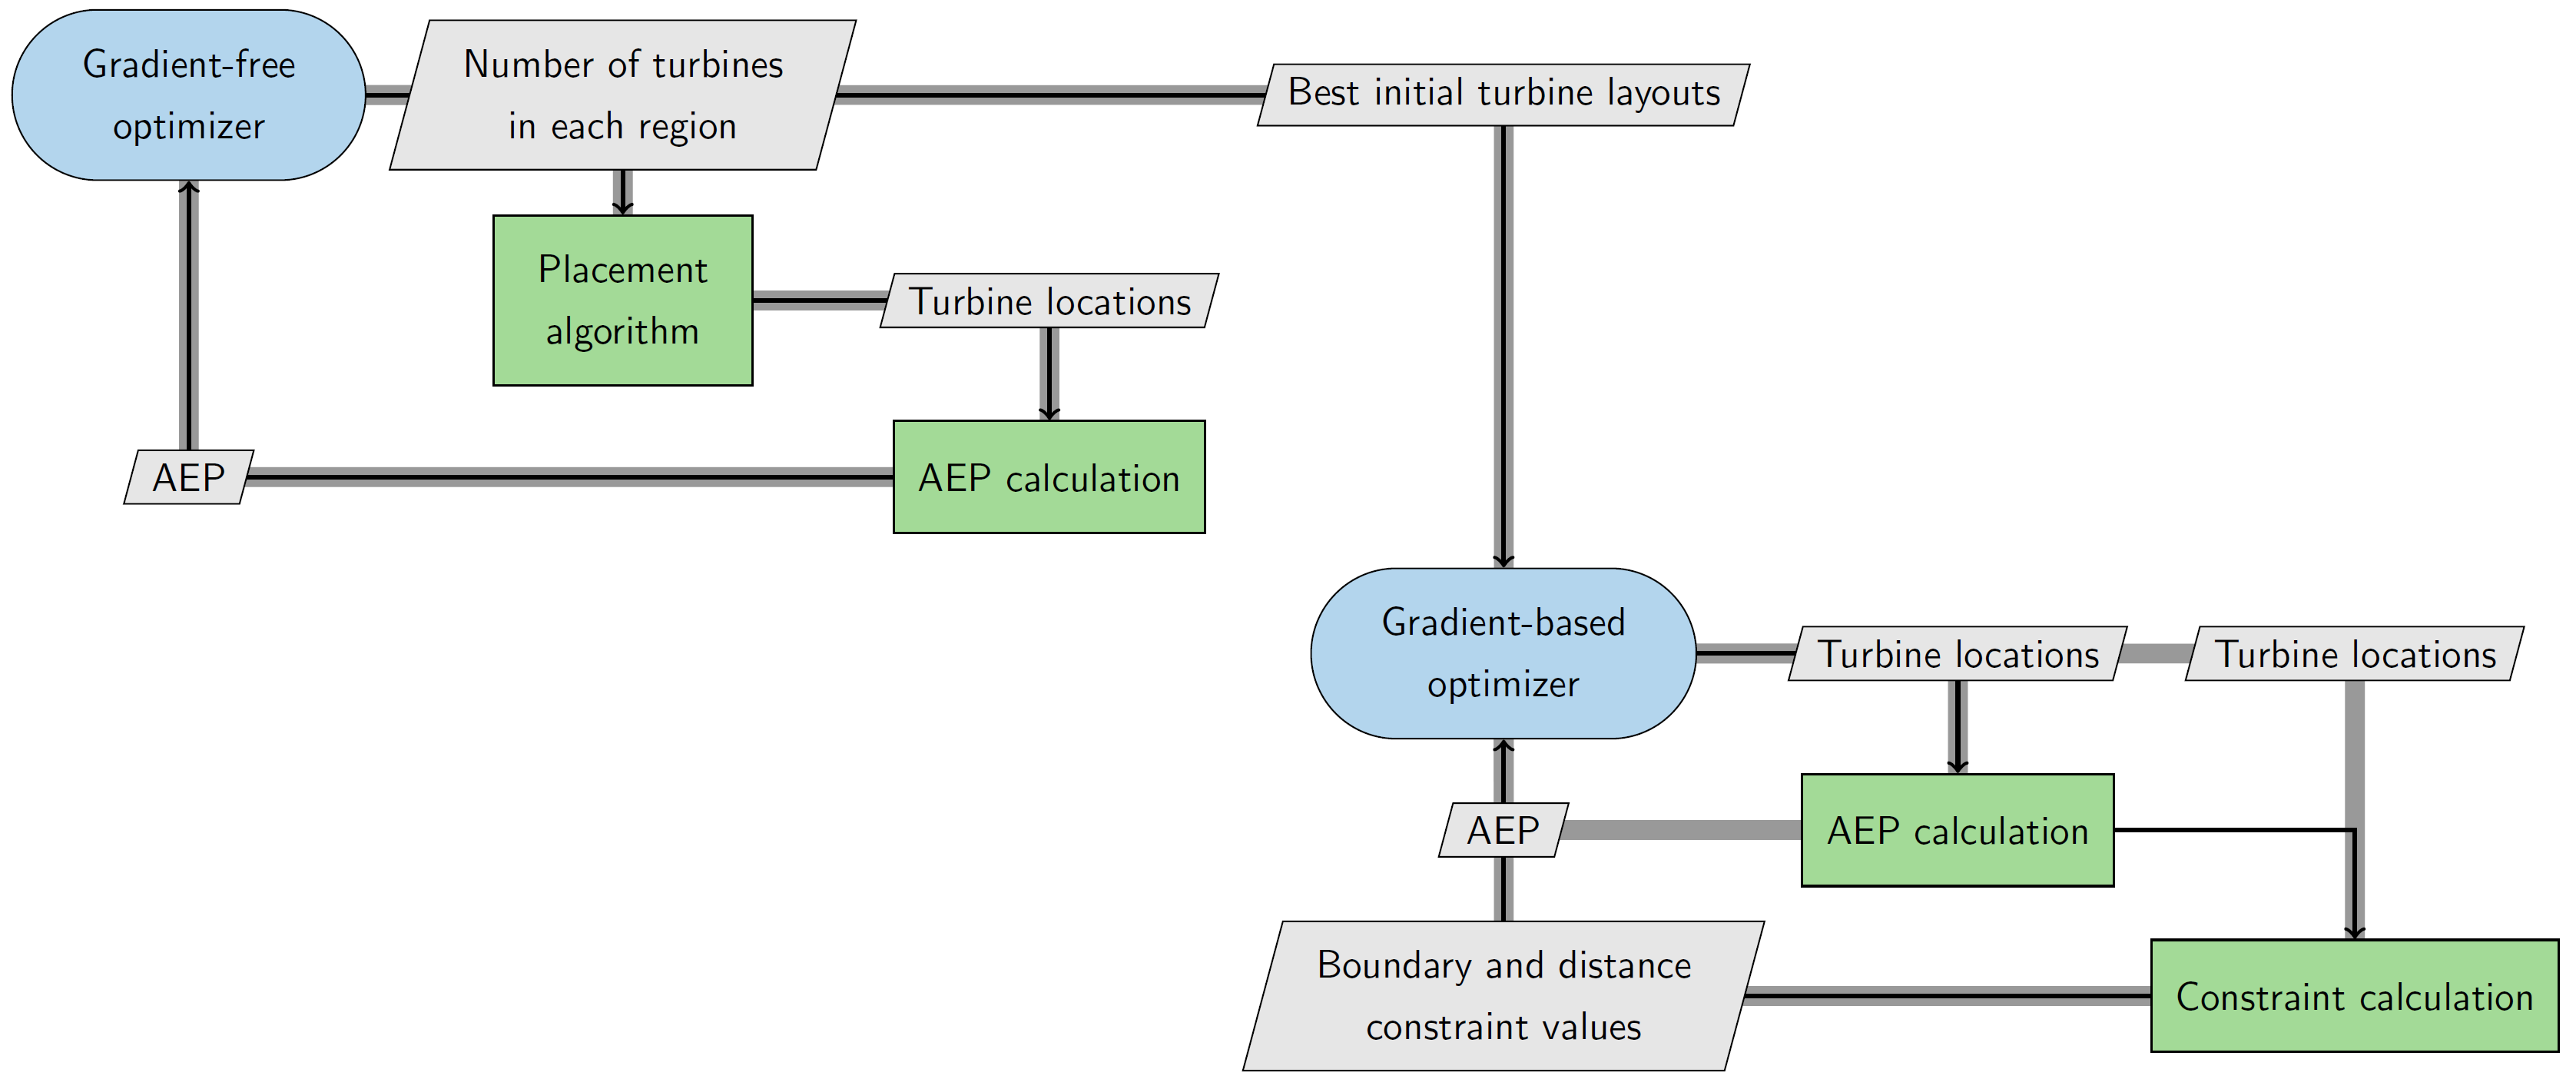 Gradient-free
optimizer
Number of turbines
in each region
Best initial turbine layouts
Placement
algorithm
Turbine locations
AEP
AEP calculation
Gradient-based
optimizer
Turbine locations
Turbine locations
AEP
AEP calculation
Boundary and distance
constraint values
Constraint calculation